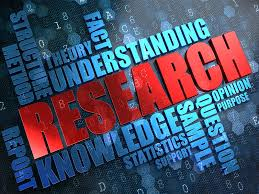 STRUCTURE
METHOD
REPORT
THEORY
FACT
UNDERSTANDING
RESEARCH
KNOWLEDGE
STATISTICS
SUPPORT
SAMPLE
QUESTION
OPINION
PURPOSE